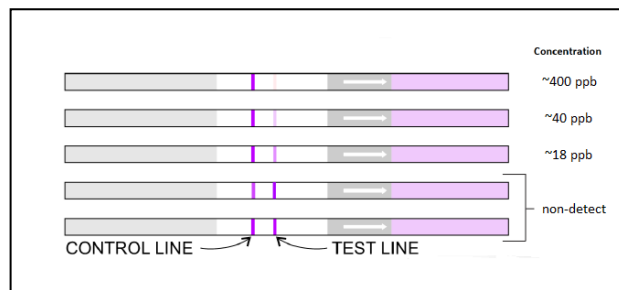 Concentration
~400 ppb
~40 ppb
~18 ppb
non-detect
CONTROL LINE
TEST LINE